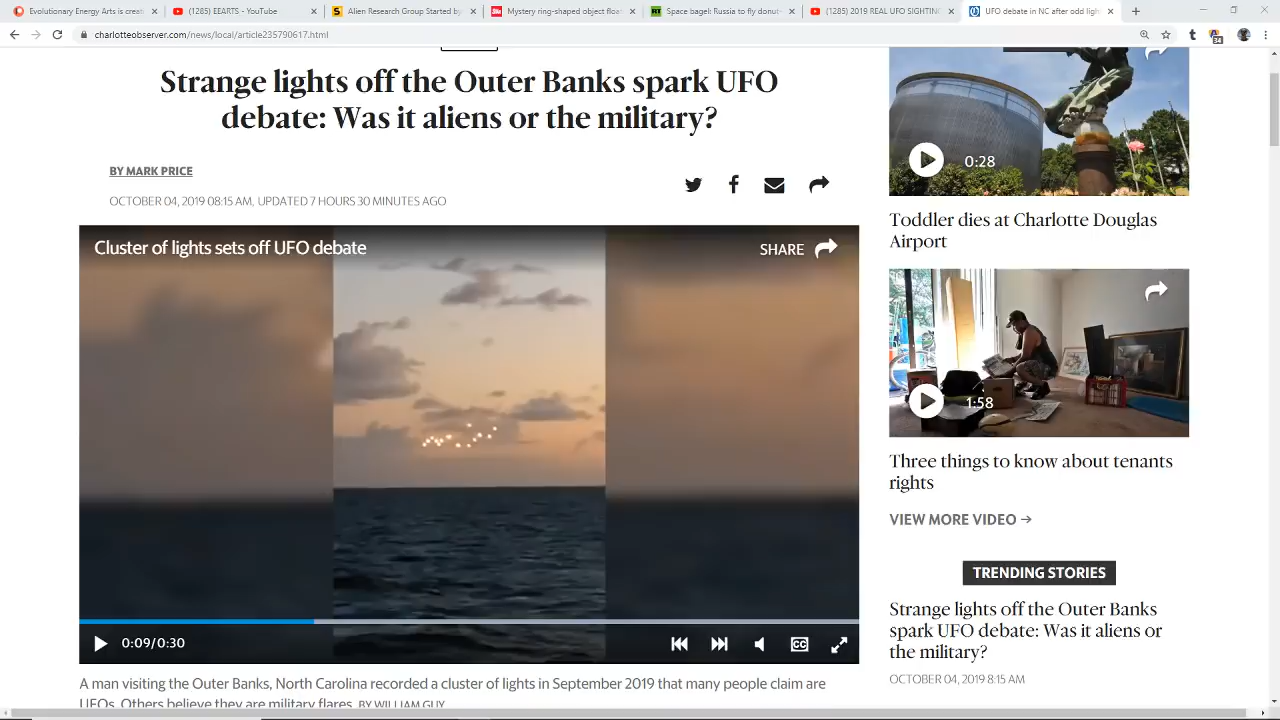 Evolutionary Energy Arts is creati
(1285) EEARTS - YouTube
Alien Research Group Started by
Mystery ring-shaped object float
Space bagel: Russia to fly donut
(1285) 2019 REAL UFO SIGHTING
UFO debate in NC after odd light
charlotteobserver.com/news/local/article235790617.html
34
Strange lights off the Outer Banks spark UFO
debate: Was it aliens or the military?
BY MARK PRICE
OCTOBER 04, 2019 08:15 AM, UPDATED 7 HOURS 30 MINUTES AGO
Cluster of lights sets off UFO debate
SHARE
0:09/0:30
CC
A man visiting the Outer Banks, North Carolina recorded a cluster of lights in September 2019 that many people claim are
UFOs. Others believe they are military flares. BY WILLIAM GUY
0:28
Toddler dies at Charlotte Douglas
Airport
1:58
Three things to know about tenants
rights
VIEW MORE VIDEO →
TRENDING STORIES
Strange lights off the Outer Banks
spark UFO debate: Was it aliens or
the military?
OCTOBER 04, 2019 8:15 AM